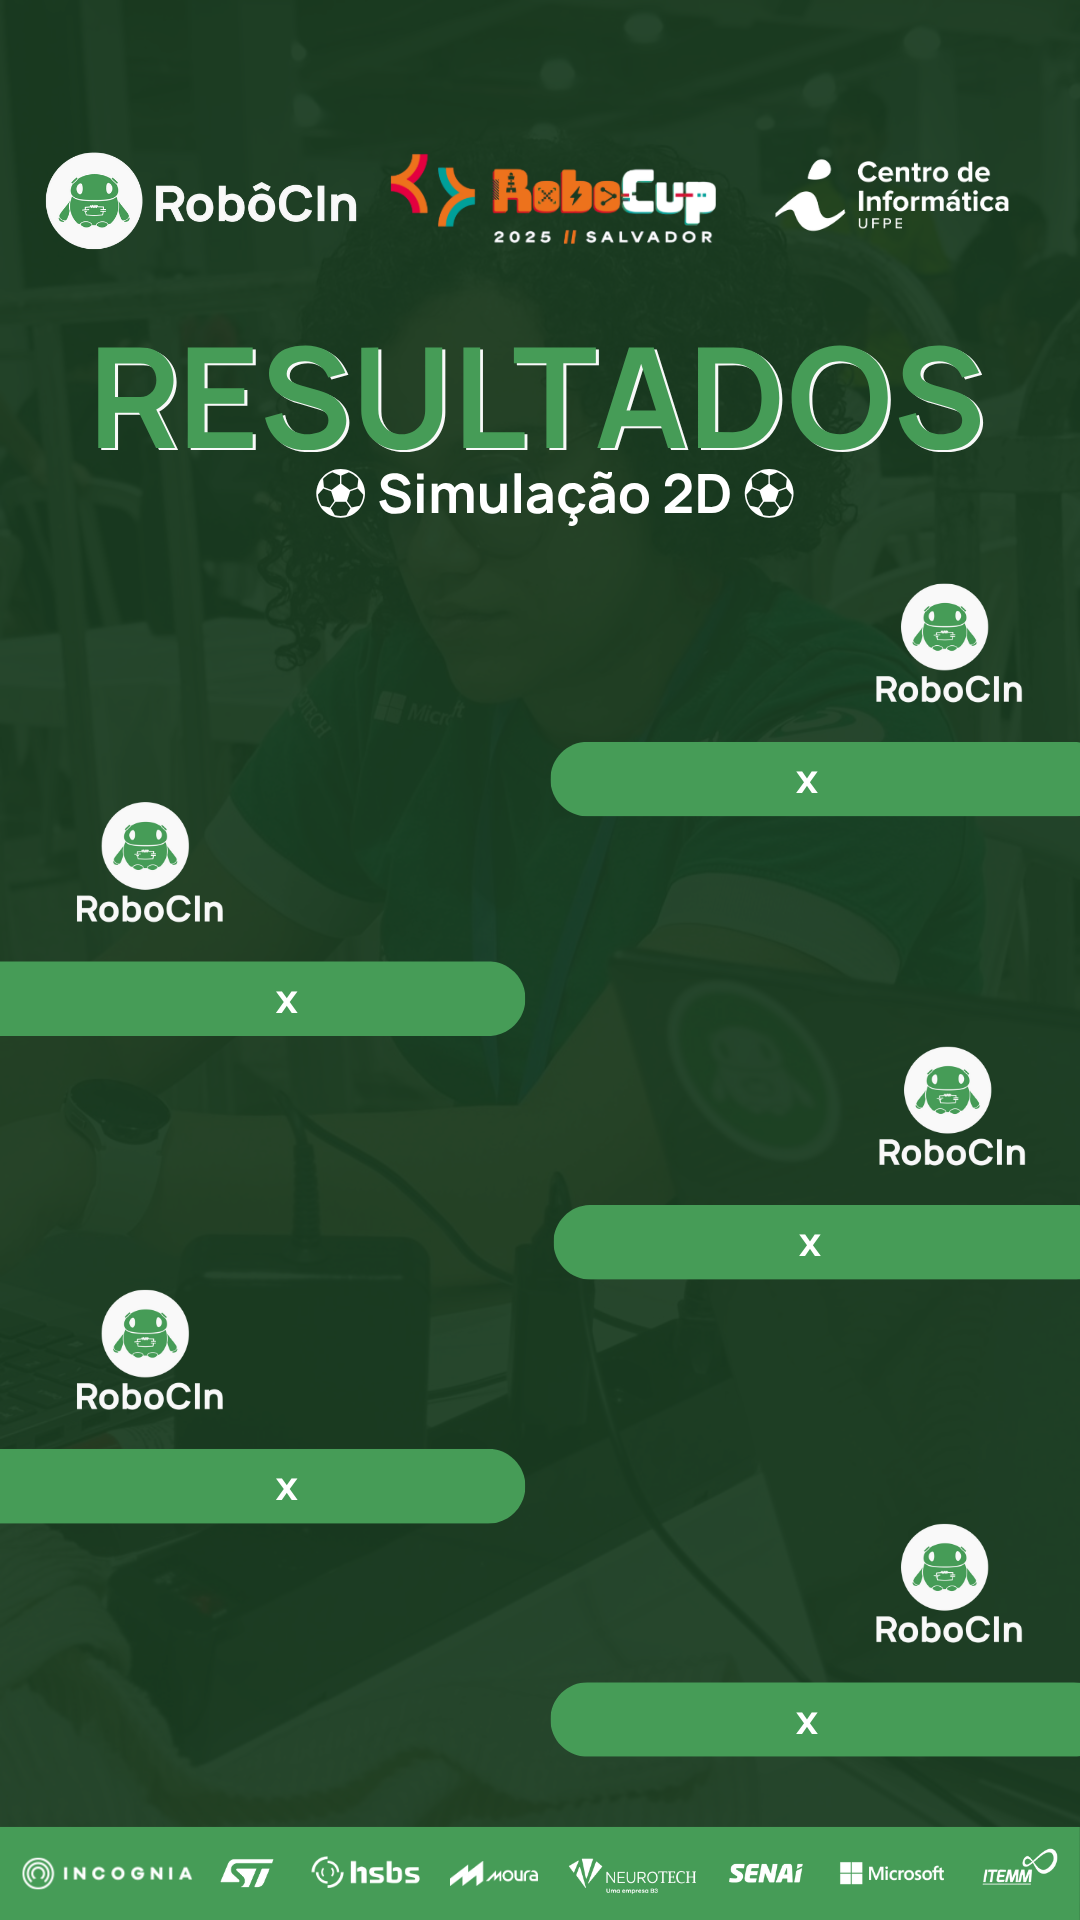 RobôCIn
RoboCup
2025 // SALVADOR
Centro de
Informática
UFPE
RESULTADOS
Simulação 2D
RoboCIn
x
RoboCIn
x
RoboCIn
x
RoboCIn
x
RoboCIn
x
INCOGNIA
ST
hsbs
moura
NEUROTECH
Uma empresa B3
SENAI
Microsoft
ITEMM